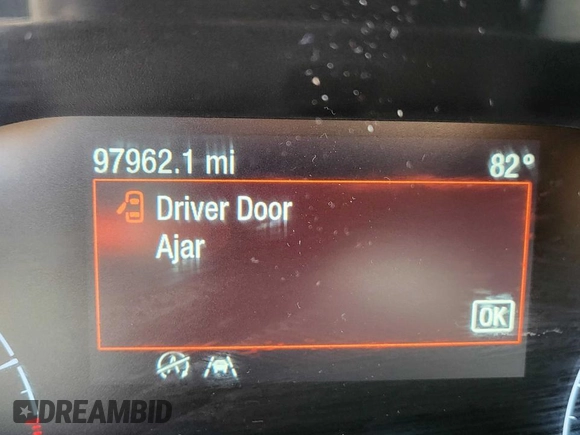 97962.1 mi 82°
Driver Door
Ajar
OK
DREAMBID